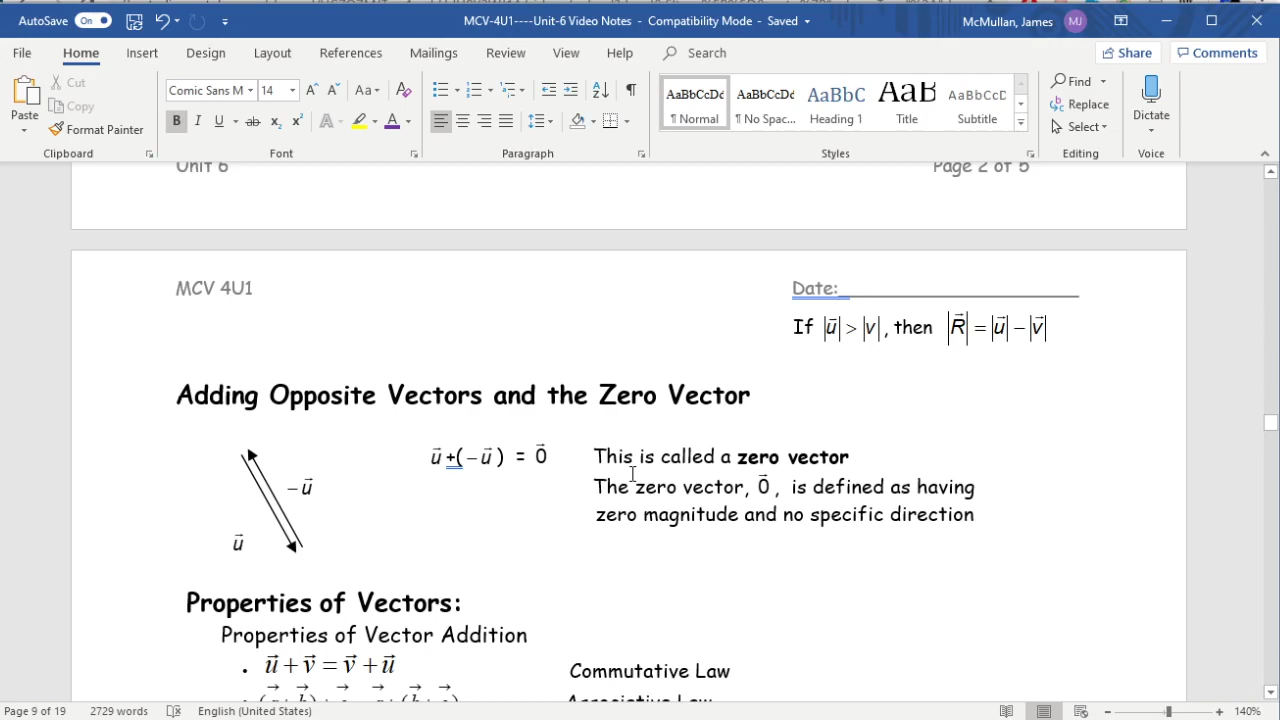 AutoSave On MCV-4U1----Unit-6 Video Notes - Compatibility Mode - Saved McMullan, James MJ
File Home Insert Design Layout References Mailings Review View Help Search Share Comments
Paste Cut Copy Format Painter
Comic Sans M 14 Aa
B I U ab x₂ x² A A
AaBbCcDd AaBbCcDd AaBbC AaB AaBbCcD
¶ Normal ¶ No Spac... Heading 1 Title Subtitle
Find Replace Select Dictate
Clipboard Font Paragraph Styles Editing Voice
Unit 6 Page 2 of 5
MCV 4U1 Date:
If |u⃗| > |v|, then |R⃗| = |u⃗| − |v⃗|
Adding Opposite Vectors and the Zero Vector
u⃗ +( −u⃗ ) = 0⃗ This is called a zero vector
−u⃗ The zero vector, 0⃗ , is defined as having
zero magnitude and no specific direction
u⃗
Properties of Vectors:
Properties of Vector Addition
• u⃗ + v⃗ = v⃗ + u⃗ Commutative Law
Page 9 of 19 2729 words English (United States) 140%